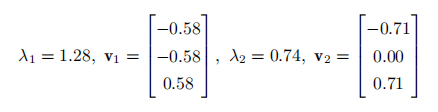 λ₁ = 1.28, v₁ = [−0.58 −0.58 0.58], λ₂ = 0.74, v₂ = [−0.71 0.00 0.71]